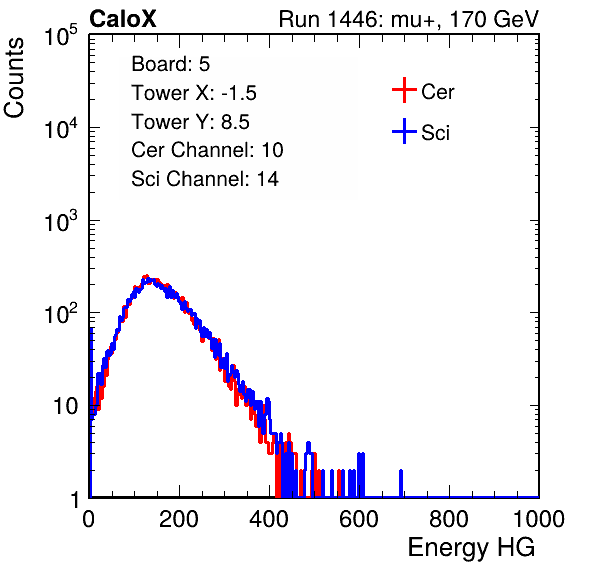 CaloX Run 1446: mu+, 170 GeV
Counts
Board: 5
Tower X: -1.5
Tower Y: 8.5
Cer Channel: 10
Sci Channel: 14
Cer
Sci
10^5
10^4
10^3
10^2
10
1
0 200 400 600 800 1000
Energy HG